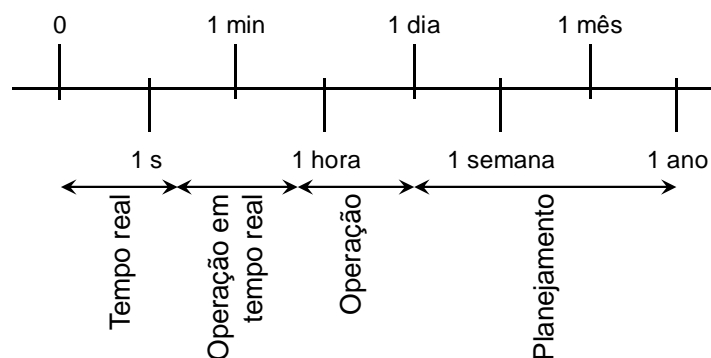 0
1 min
1 dia
1 mês
1 s
1 hora
1 semana
1 ano
Tempo real
Operação em
tempo real
Operação
Planejamento